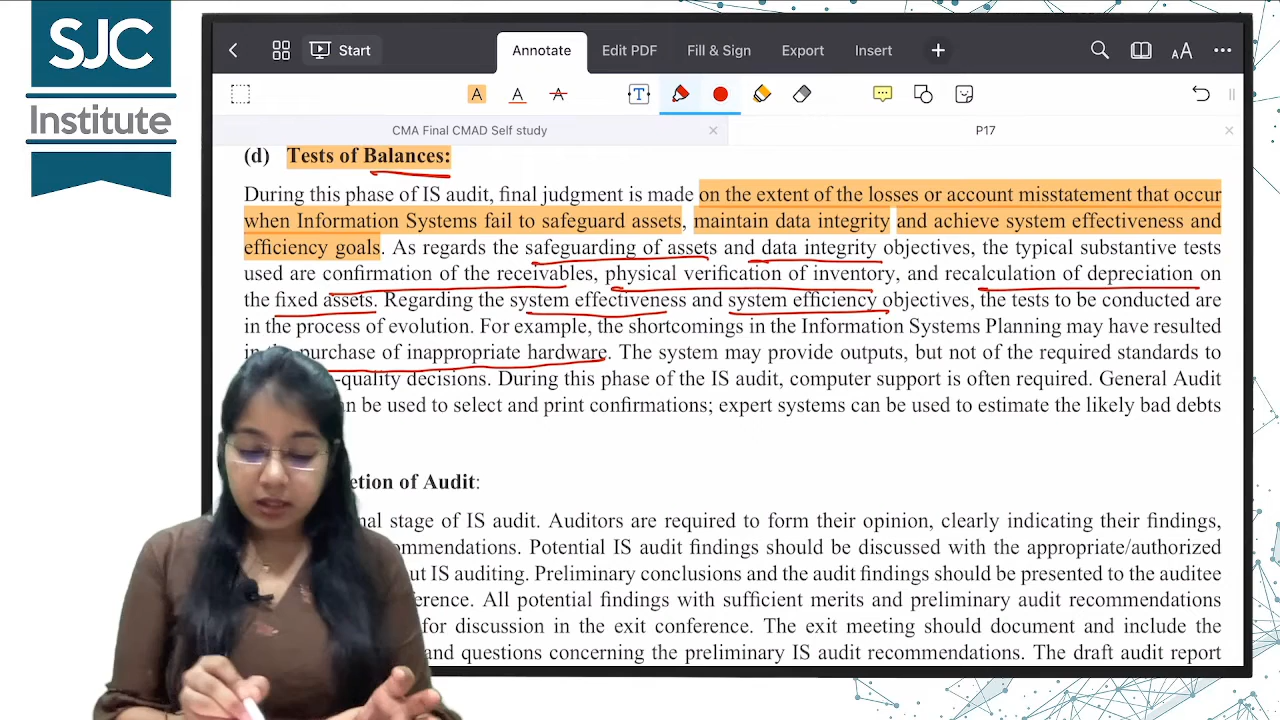 SJC
Institute
Start
Annotate
Edit PDF
Fill & Sign
Export
Insert
AA
A A A T
CMA Final CMAD Self study
P17
(d) Tests of Balances:
During this phase of IS audit, final judgment is made on the extent of the losses or account misstatement that occur
when Information Systems fail to safeguard assets, maintain data integrity and achieve system effectiveness and
efficiency goals. As regards the safeguarding of assets and data integrity objectives, the typical substantive tests
used are confirmation of the receivables, physical verification of inventory, and recalculation of depreciation on
the fixed assets. Regarding the system effectiveness and system efficiency objectives, the tests to be conducted are
in the process of evolution. For example, the shortcomings in the Information Systems Planning may have resulted
in the purchase of inappropriate hardware. The system may provide outputs, but not of the required standards to
-quality decisions. During this phase of the IS audit, computer support is often required. General Audit
be used to select and print confirmations; expert systems can be used to estimate the likely bad debts
of Audit:
stage of IS audit. Auditors are required to form their opinion, clearly indicating their findings,
Potential IS audit findings should be discussed with the appropriate/authorized
IS auditing. Preliminary conclusions and the audit findings should be presented to the auditee
All potential findings with sufficient merits and preliminary audit recommendations
for discussion in the exit conference. The exit meeting should document and include the
and questions concerning the preliminary IS audit recommendations. The draft audit report